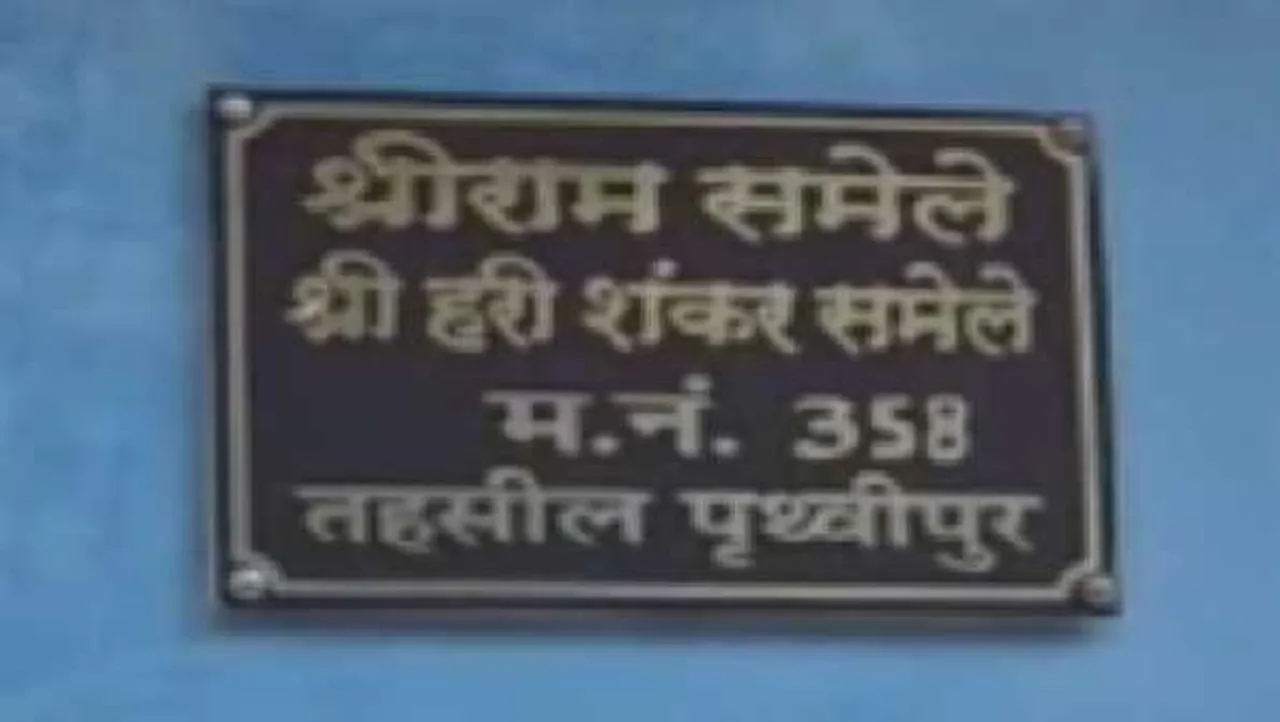 श्रीराम समेले
श्री हरी शंकर समेले
म.नं. 358
तहसील पृथ्वीपुर